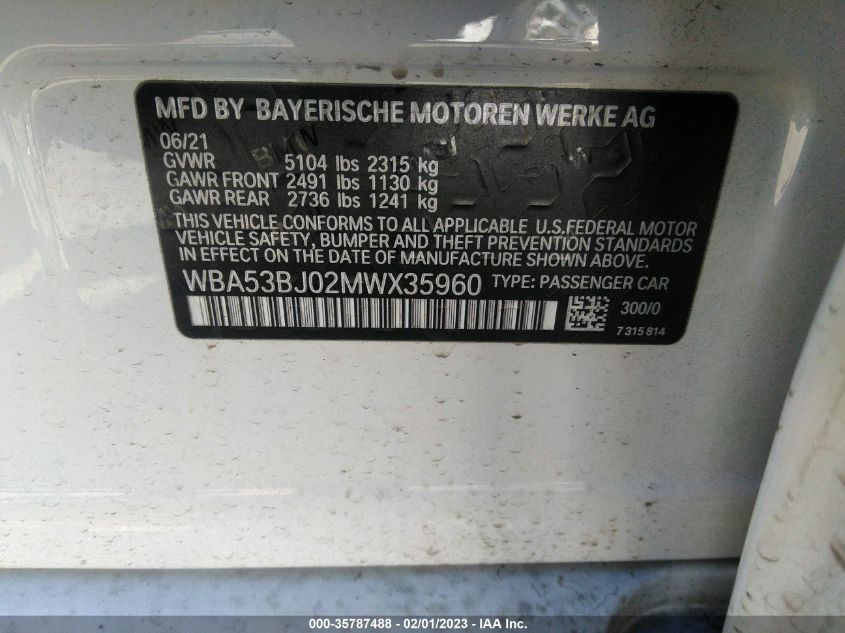 MFD BY BAYERISCHE MOTOREN WERKE AG
06/21
GVWR 5104 lbs 2315 kg
GAWR FRONT 2491 lbs 1130 kg
GAWR REAR 2736 lbs 1241 kg
THIS VEHICLE CONFORMS TO ALL APPLICABLE U.S.FEDERAL MOTOR
VEHICLE SAFETY, BUMPER AND THEFT PREVENTION STANDARDS
IN EFFECT ON THE DATE OF MANUFACTURE SHOWN ABOVE.
WBA53BJ02MWX35960 TYPE: PASSENGER CAR
300/0
7 315 814
000-35787488 - 02/01/2023 - IAA Inc.